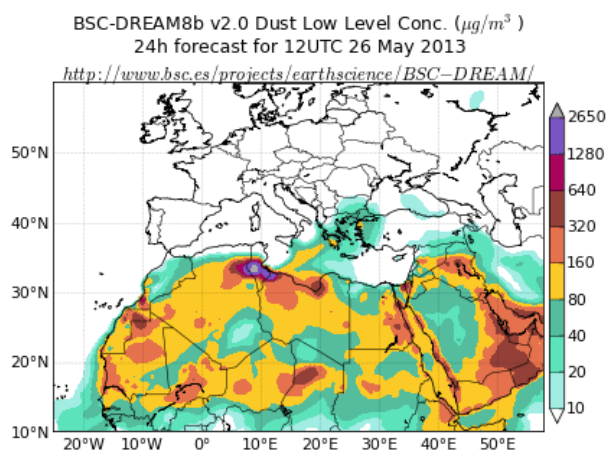 BSC-DREAM8b v2.0 Dust Low Level Conc. (μg/m³ )
24h forecast for 12UTC 26 May 2013
http://www.bsc.es/projects/earthscience/BSC−DREAM/
50°N
40°N
30°N
20°N
10°N
20°W 10°W 0° 10°E 20°E 30°E 40°E 50°E
2650
1280
640
320
160
80
40
20
10